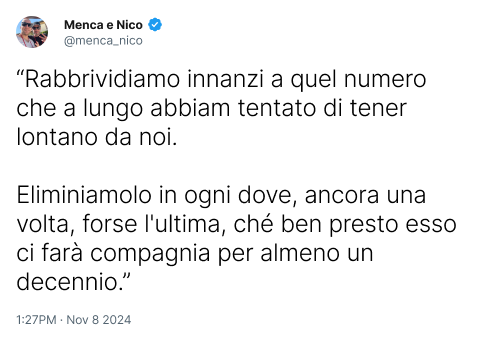 Menca e Nico
@menca_nico
“Rabbrividiamo innanzi a quel numero
che a lungo abbiam tentato di tener
lontano da noi.
Eliminiamolo in ogni dove, ancora una
volta, forse l'ultima, ché ben presto esso
ci farà compagnia per almeno un
decennio.”
1:27PM · Nov 8 2024